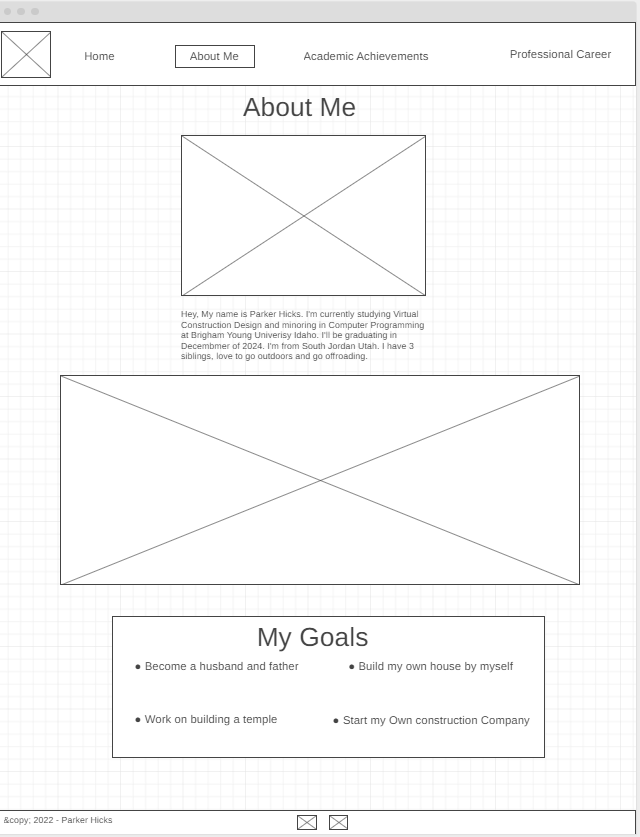 Home
About Me
Academic Achievements
Professional Career
About Me
Hey, My name is Parker Hicks. I'm currently studying Virtual
Construction Design and minoring in Computer Programming
at Brigham Young Univerisy Idaho. I'll be graduating in
Decembmer of 2024. I'm from South Jordan Utah. I have 3
siblings, love to go outdoors and go offroading.
My Goals
● Become a husband and father
● Build my own house by myself
● Work on building a temple
● Start my Own construction Company
&copy; 2022 - Parker Hicks